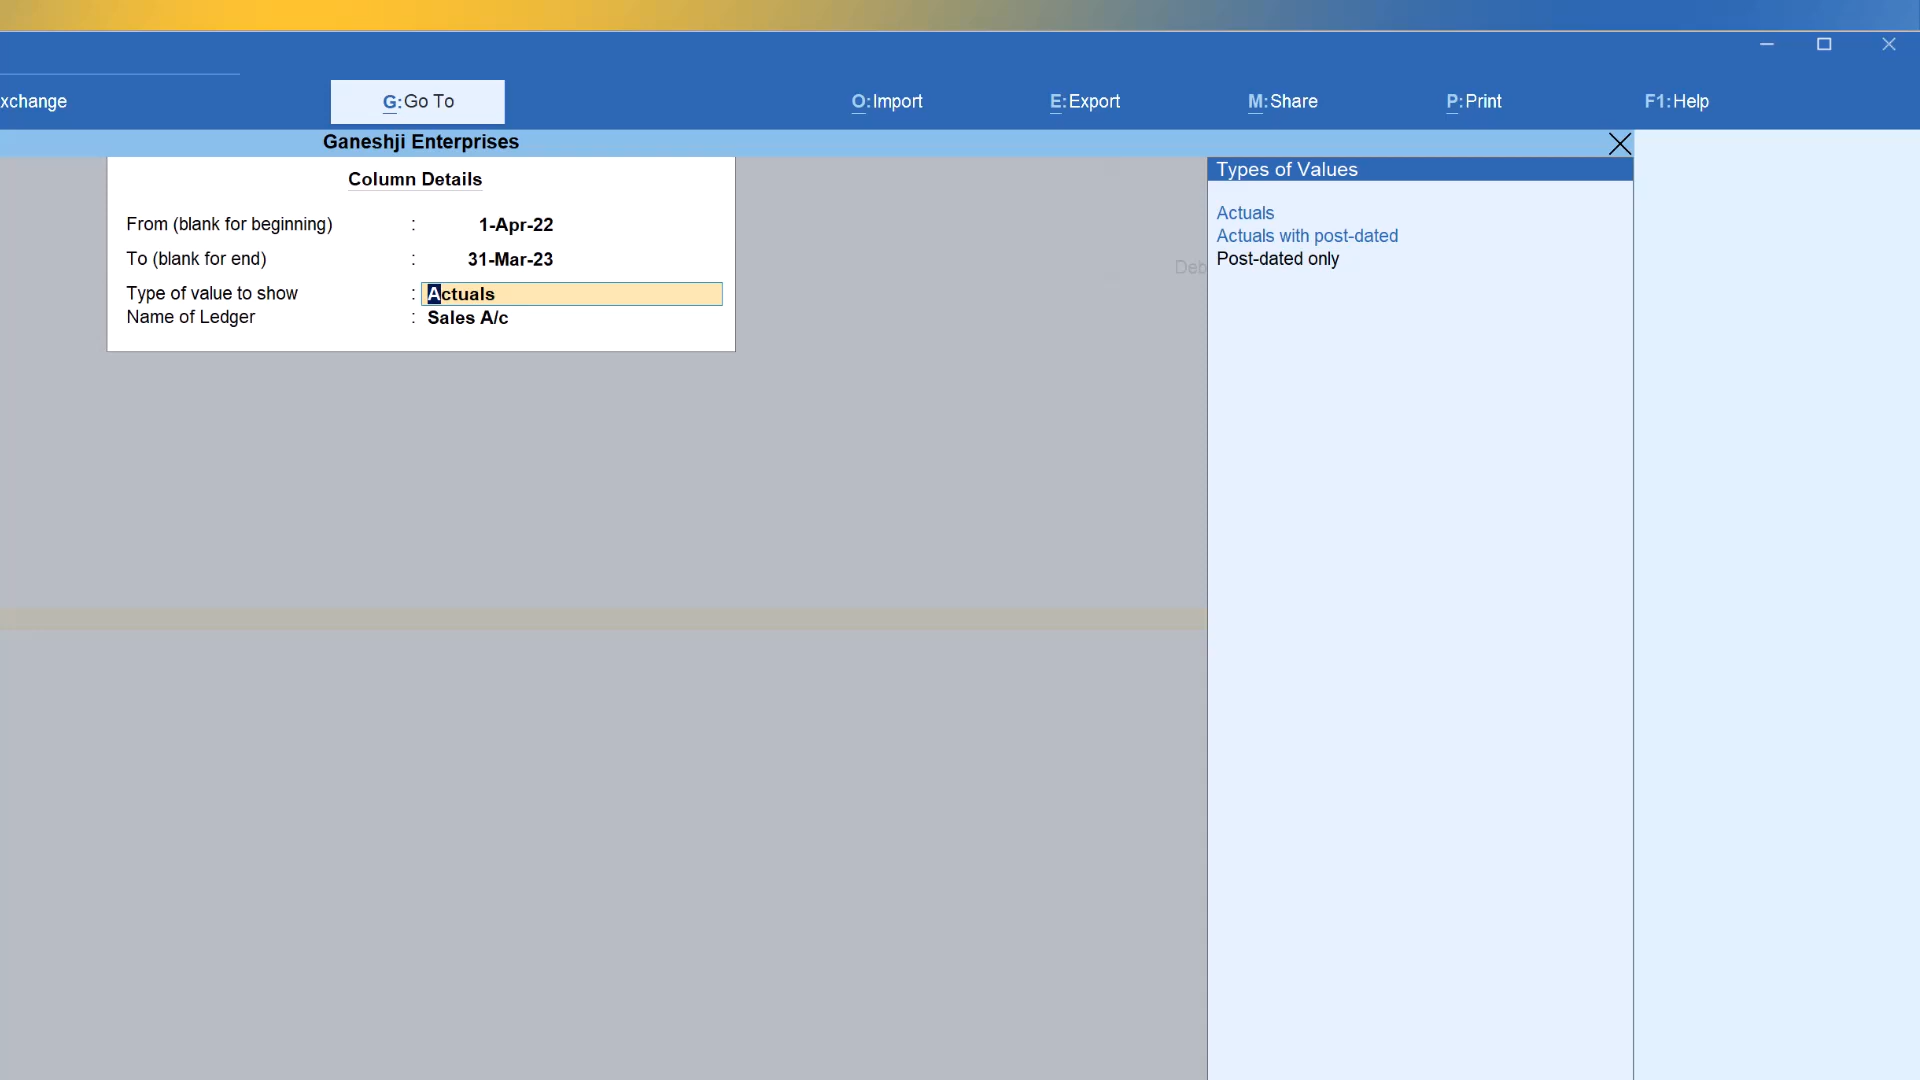 xchange
G:Go To
O:Import
E:Export
M:Share
P:Print
F1:Help
Ganeshji Enterprises
Column Details
From (blank for beginning) : 1-Apr-22
To (blank for end) : 31-Mar-23
Type of value to show : Actuals
Name of Ledger : Sales A/c
Deb
Types of Values
Actuals
Actuals with post-dated
Post-dated only